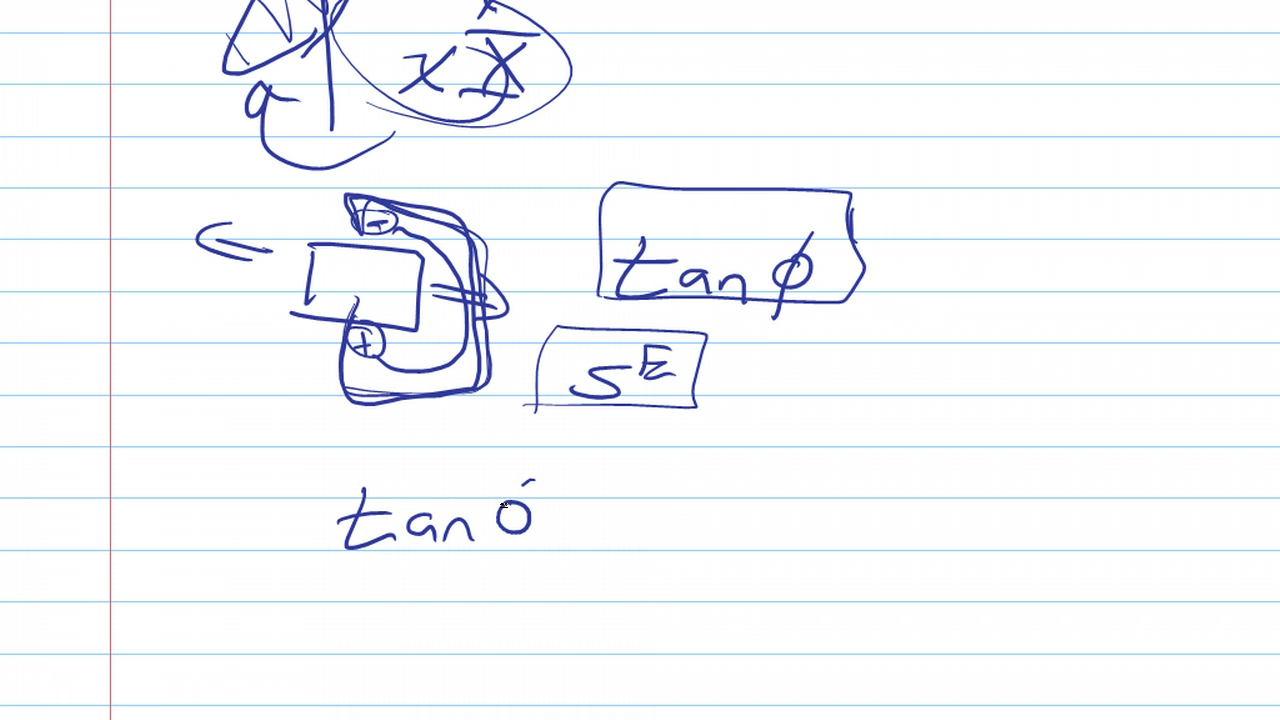 a
x X
−
tan φ
+
S^E
tan O